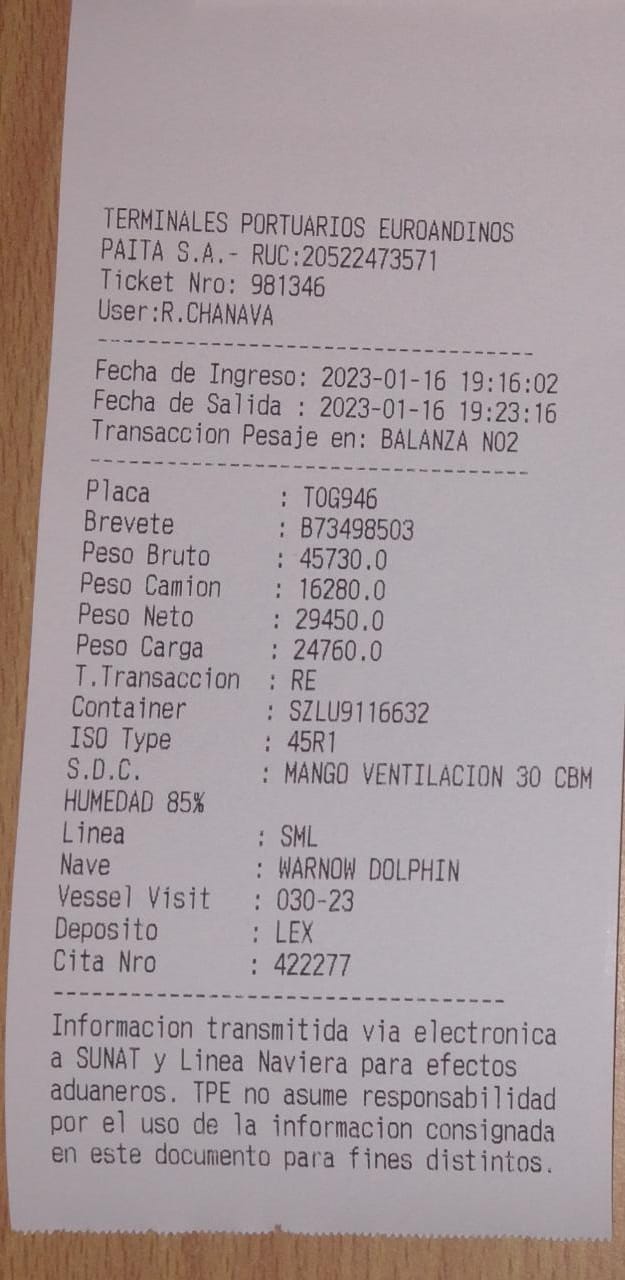 TERMINALES PORTUARIOS EUROANDINOS
PAITA S.A.- RUC:20522473571
Ticket Nro: 981346
User:R.CHANAVA
--------------------------------
Fecha de Ingreso: 2023-01-16 19:16:02
Fecha de Salida : 2023-01-16 19:23:16
Transaccion Pesaje en: BALANZA N02
--------------------------------
Placa : T0G946
Brevete : B73498503
Peso Bruto : 45730.0
Peso Camion : 16280.0
Peso Neto : 29450.0
Peso Carga : 24760.0
T.Transaccion : RE
Container : SZLU9116632
ISO Type : 45R1
S.D.C. : MANGO VENTILACION 30 CBM
HUMEDAD 85%
Linea : SML
Nave : WARNOW DOLPHIN
Vessel Visit : 030-23
Deposito : LEX
Cita Nro : 422277
--------------------------------
Informacion transmitida via electronica
a SUNAT y Linea Naviera para efectos
aduaneros. TPE no asume responsabilidad
por el uso de la informacion consignada
en este documento para fines distintos.